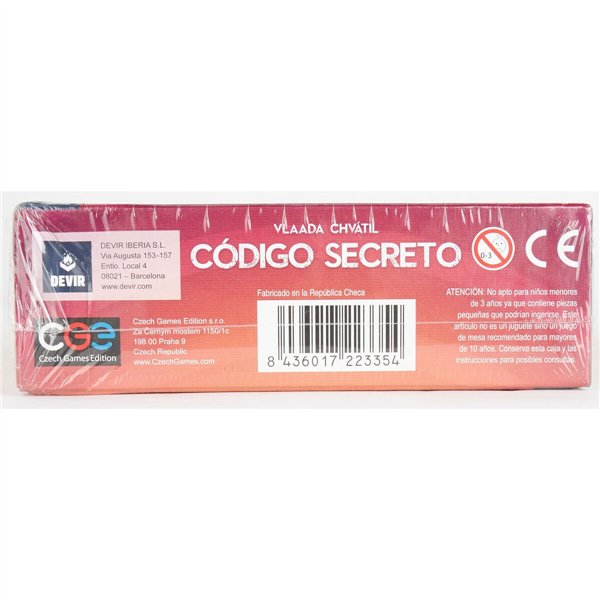 VLAADA CHVÁTIL
CÓDIGO SECRETO
0-3
CE
DEVIR
DEVIR IBERIA S.L.
Via Augusta 153-157
Entlo. Local 4
08021 – Barcelona
www.devir.com
Fabricado en la República Checa
CGE
Czech Games Edition
Czech Games Edition s.r.o.
Za Černým mostem 1150/1c
198 00 Praha 9
Czech Republic
www.CzechGames.com
8 436017 223354
ATENCIÓN: No apto para niños menores
de 3 años ya que contiene piezas
pequeñas que podrían ingerirse. Este
artículo no es un juguete sino un juego
de mesa recomendado para mayores
de 10 años. Conserva esta caja y las
instrucciones para posibles consultas.